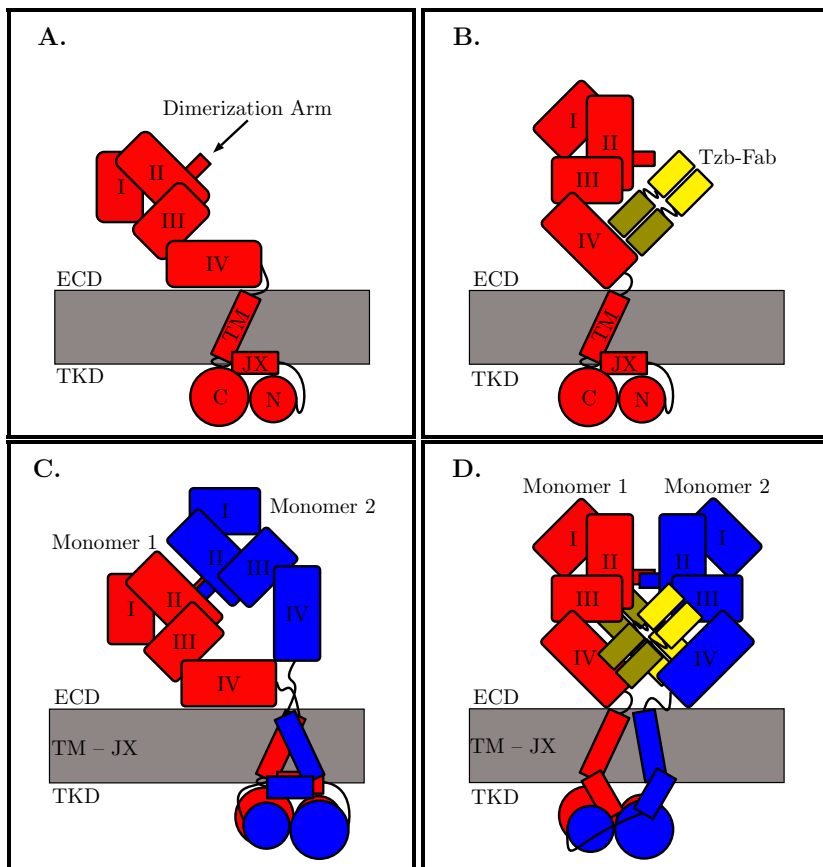 A.
Dimerization Arm
I
II
III
IV
ECD
TM
JX
TKD
C
N
B.
I
II
Tzb-Fab
III
IV
ECD
TM
JX
TKD
C
N
C.
Monomer 2
I
Monomer 1
II
III
I
II
III
IV
IV
ECD
TM – JX
TKD
D.
Monomer 1
Monomer 2
I
I
II
II
III
III
IV
IV
ECD
TM – JX
TKD